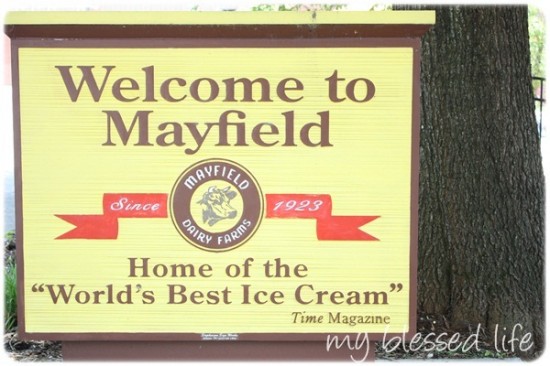 Welcome to
Mayfield
MAYFIELD
Since 1923
DAIRY FARMS
Home of the
"World's Best Ice Cream"
Time Magazine
my blessed life